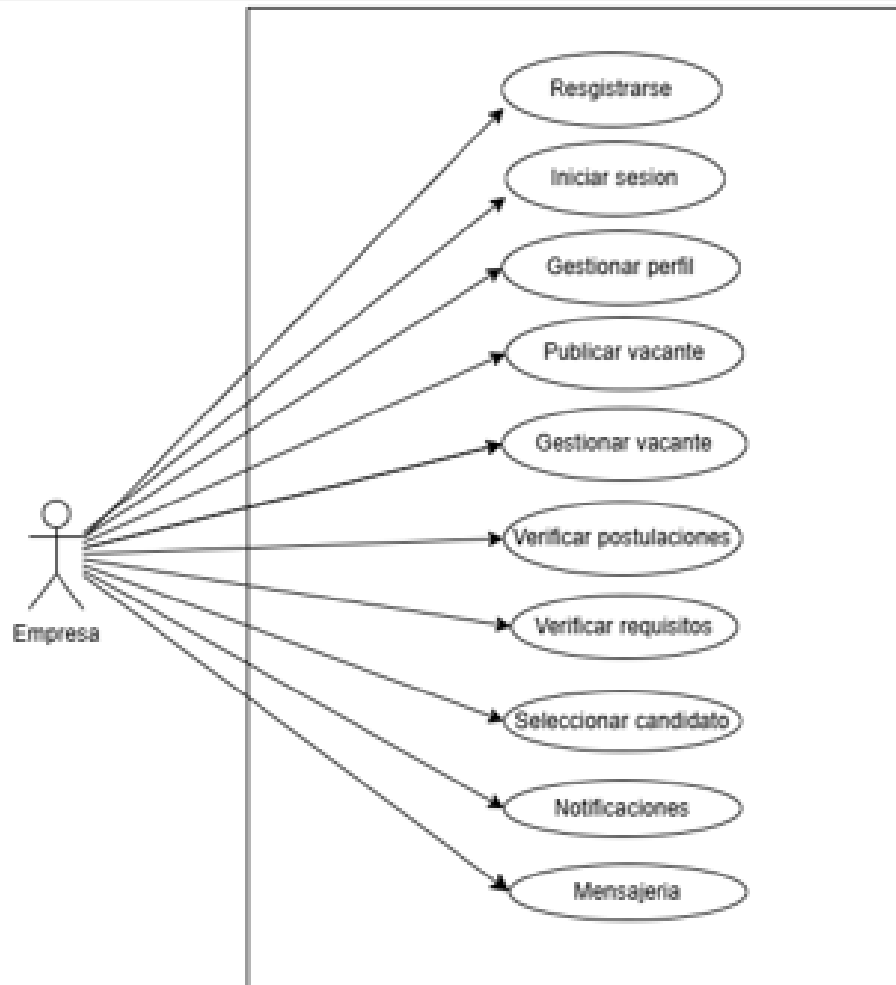 Resgistrarse
Iniciar sesion
Gestionar perfil
Publicar vacante
Gestionar vacante
Verificar postulaciones
Verificar requisitos
Empresa
Seleccionar candidato
Notificaciones
Mensajeria